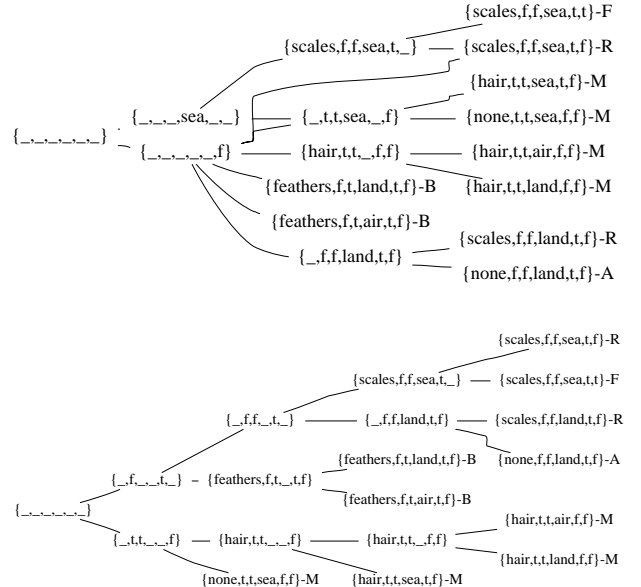 {scales,f,f,sea,t,t}-F
{scales,f,f,sea,t,_} {scales,f,f,sea,t,f}-R
{hair,t,t,sea,t,f}-M
{_,_,_,sea,_,_} {_,t,t,sea,_,f} {none,t,t,sea,f,f}-M
{_,_,_,_,_,_}
{_,_,_,_,_,f} {hair,t,t,_,f,f} {hair,t,t,air,f,f}-M
{feathers,f,t,land,t,f}-B {hair,t,t,land,f,f}-M
{feathers,f,t,air,t,f}-B
{scales,f,f,land,t,f}-R
{_,f,f,land,t,f}
{none,f,f,land,t,f}-A
{scales,f,f,sea,t,f}-R
{scales,f,f,sea,t,_} {scales,f,f,sea,t,t}-F
{_,f,f,_,t,_} {_,f,f,land,t,f} {scales,f,f,land,t,f}-R
{feathers,f,t,land,t,f}-B {none,f,f,land,t,f}-A
{_,f,_,_,t,_} {feathers,f,t,_,t,f}
{feathers,f,t,air,t,f}-B
{_,_,_,_,_,_}
{hair,t,t,air,f,f}-M
{_,t,t,_,_,f} {hair,t,t,_,_,f} {hair,t,t,_,f,f}
{hair,t,t,land,f,f}-M
{none,t,t,sea,f,f}-M {hair,t,t,sea,t,f}-M